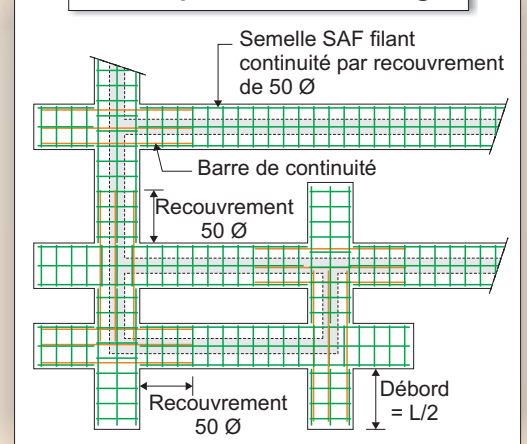 Semelle SAF filant
continuité par recouvrement
de 50 Ø
Barre de continuité
Recouvrement
50 Ø
Débord
= L/2
Recouvrement
50 Ø